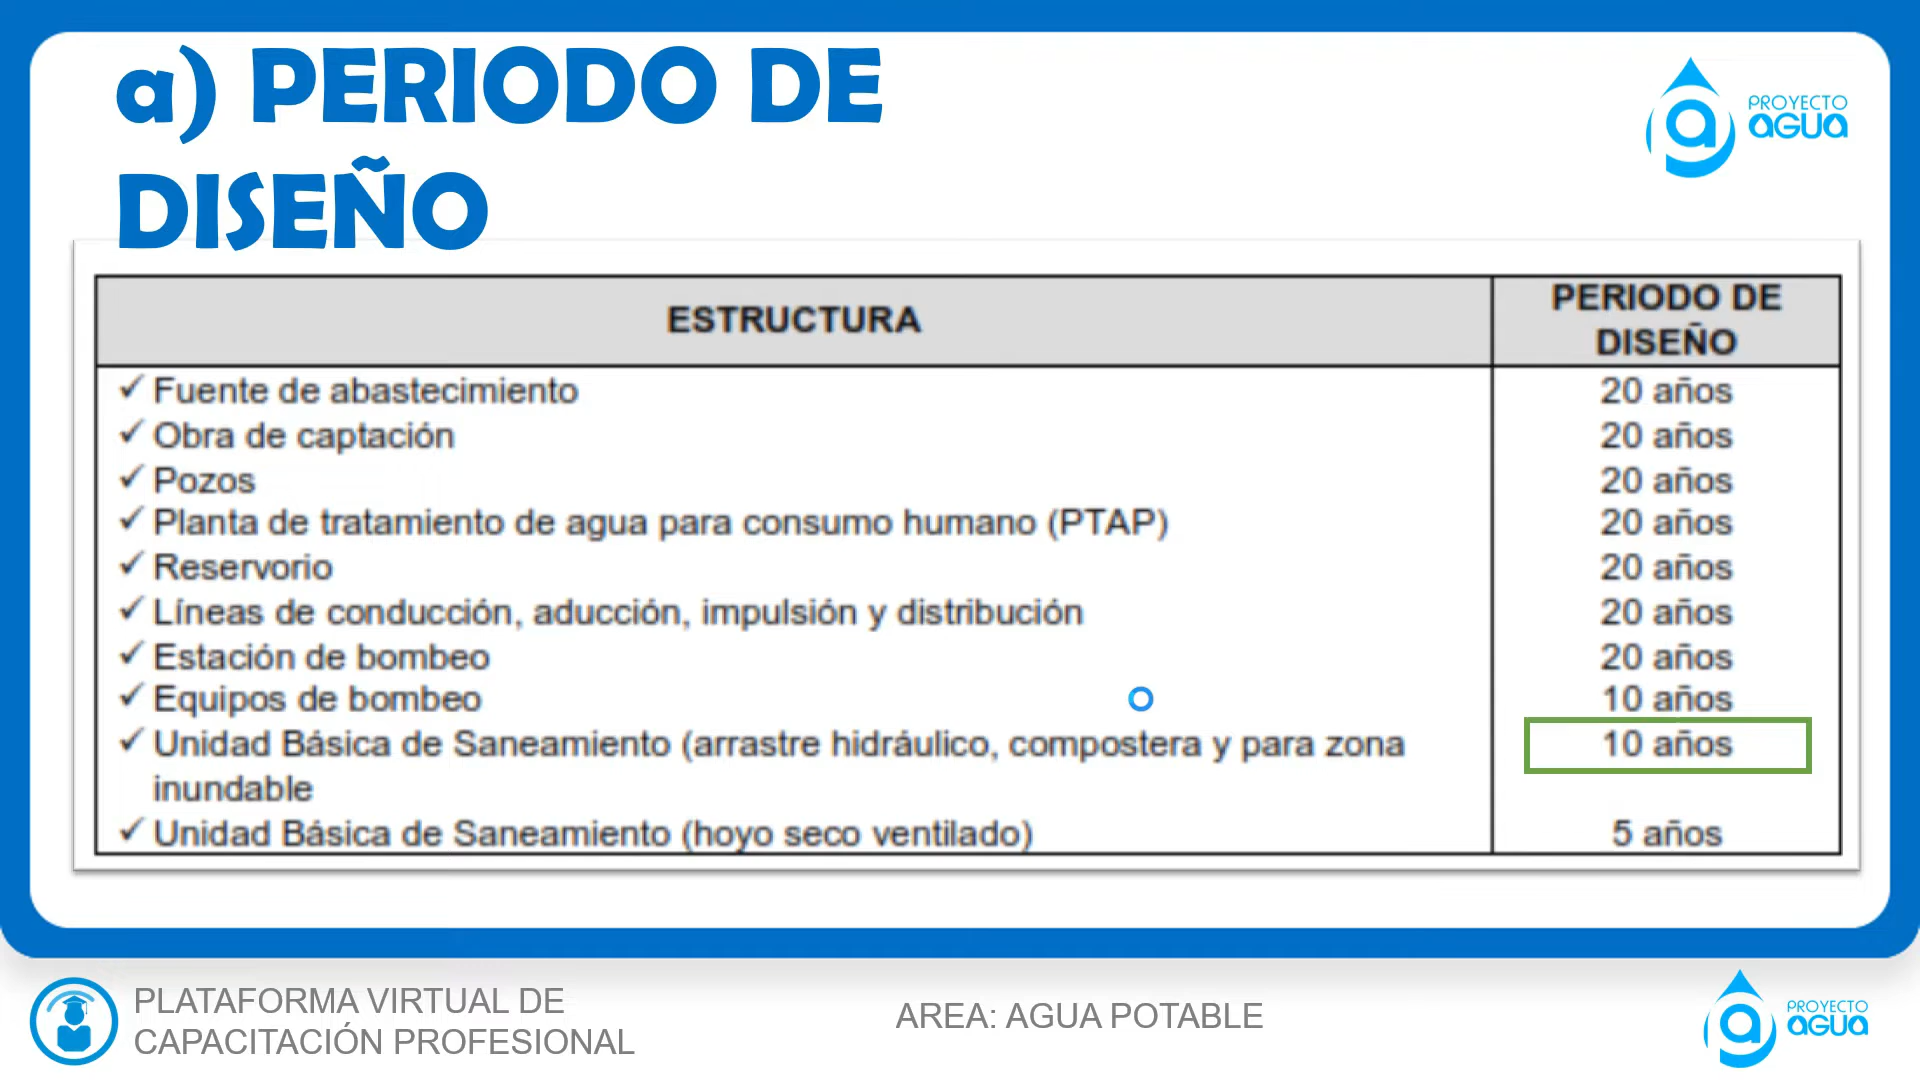 a) PERIODO DE
DISEÑO
PROYECTO
AGUA
ESTRUCTURA
PERIODO DE
DISEÑO
✓ Fuente de abastecimiento 20 años
✓ Obra de captación 20 años
✓ Pozos 20 años
✓ Planta de tratamiento de agua para consumo humano (PTAP) 20 años
✓ Reservorio 20 años
✓ Líneas de conducción, aducción, impulsión y distribución 20 años
✓ Estación de bombeo 20 años
✓ Equipos de bombeo 10 años
✓ Unidad Básica de Saneamiento (arrastre hidráulico, compostera y para zona 10 años
inundable
✓ Unidad Básica de Saneamiento (hoyo seco ventilado) 5 años
PLATAFORMA VIRTUAL DE
CAPACITACIÓN PROFESIONAL
AREA: AGUA POTABLE
PROYECTO
AGUA